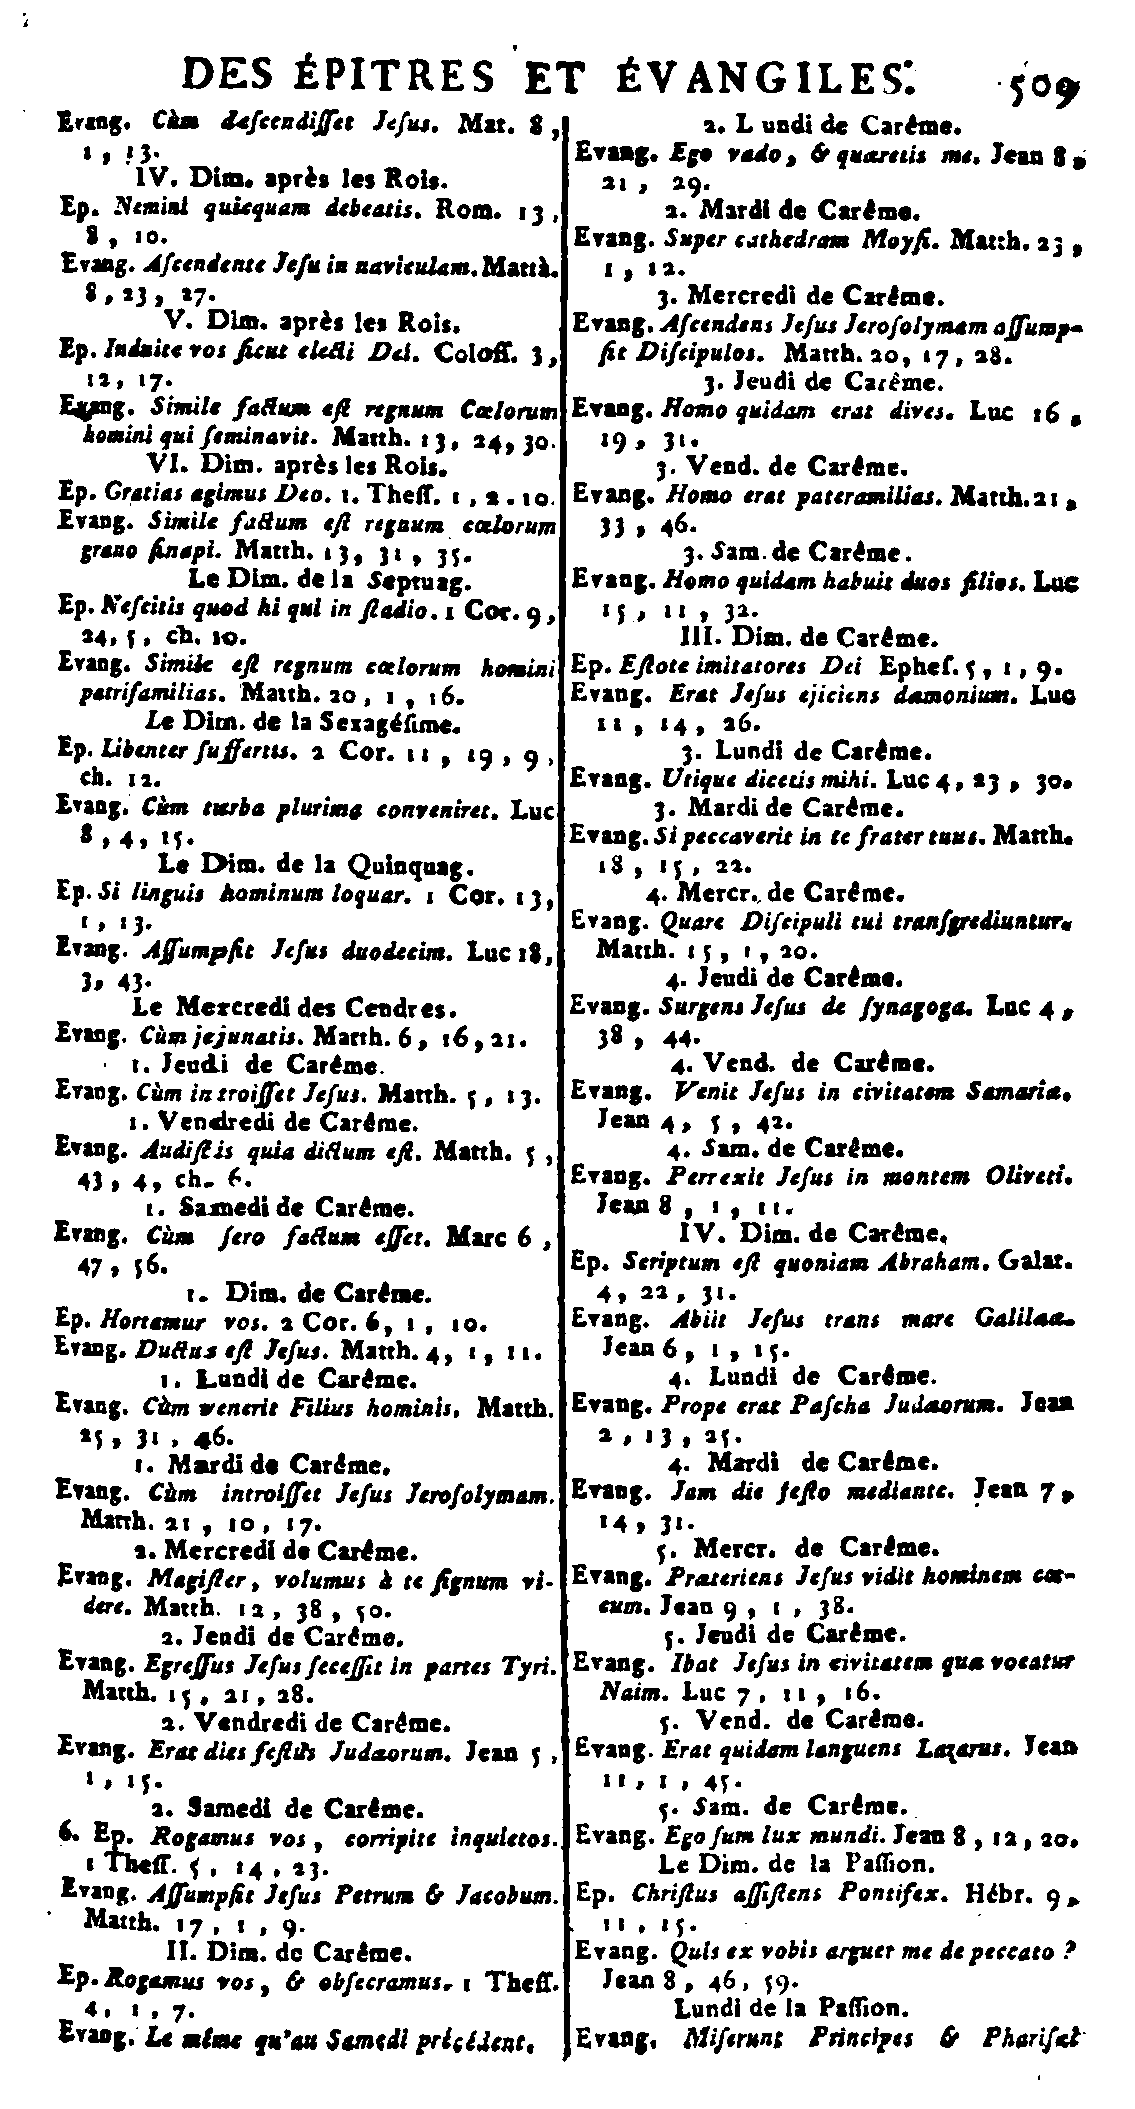 DES ÉPITRES ET ÉVANGILES. 509
Evang. Cùm descendisset Jesus. Mat. 8,
1, 13.
IV. Dim. après les Rois.
Ep. Nemini quicquam debeatis. Rom. 13,
8, 10.
Evang. Ascendente Jesu in naviculam. Matth.
8, 23, 27.
V. Dim. après les Rois.
Ep. Induite vos sicut electi Dei. Coloss. 3,
12, 17.
Evang. Simile factum est regnum Cœlorum
homini qui seminavit. Matth. 13, 24, 30.
VI. Dim. après les Rois.
Ep. Gratias agimus Deo. 1. Thess. 1, 2. 10.
Evang. Simile factum est regnum cœlorum
grano sinapi. Matth. 13, 31, 35.
Le Dim. de la Septuag.
Ep. Nescitis quod hi qui in stadio. 1 Cor. 9,
24, 5, ch. 10.
Evang. Simile est regnum cœlorum homini
patrifamilias. Matth. 20, 1, 16.
Le Dim. de la Sexagésime.
Ep. Libenter suffertis. 2 Cor. 11, 19, 9,
ch. 12.
Evang. Cùm turba plurima conveniret. Luc
8, 4, 15.
Le Dim. de la Quinquag.
Ep. Si linguis hominum loquar. 1 Cor. 13,
1, 13.
Evang. Assumpsit Jesus duodecim. Luc 18,
3, 43.
Le Mercredi des Cendres.
Evang. Cùm jejunatis. Matth. 6, 16, 21.
1. Jeudi de Carême.
Evang. Cùm introisset Jesus. Matth. 5, 13.
1. Vendredi de Carême.
Evang. Audistis quia dictum est. Matth. 5,
43, 4, ch. 6.
1. Samedi de Carême.
Evang. Cùm sero factum esset. Marc 6,
47, 56.
1. Dim. de Carême.
Ep. Hortamur vos. 2 Cor. 6, 1, 10.
Evang. Ductus est Jesus. Matth. 4, 1, 11.
1. Lundi de Carême.
Evang. Cùm venerit Filius hominis. Matth.
25, 31, 46.
1. Mardi de Carême.
Evang. Cùm introisset Jesus Jerosolymam.
Matth. 21, 10, 17.
2. Mercredi de Carême.
Evang. Magister, volumus à te signum vi-
dere. Matth. 12, 38, 50.
2. Jeudi de Carême.
Evang. Egressus Jesus secessit in partes Tyri.
Matth. 15, 21, 28.
2. Vendredi de Carême.
Evang. Erat dies festus Judæorum. Jean 5,
1, 15.
2. Samedi de Carême.
6. Ep. Rogamus vos, corripite inquietos.
1 Thess. 5, 14, 23.
Evang. Assumpsit Jesus Petrum & Jacobum.
Matth. 17, 1, 9.
II. Dim. de Carême.
Ep. Rogamus vos, & obsecramus. 1 Thess.
4, 1, 7.
Evang. Le même qu'au Samedi précédent.
2. Lundi de Carême.
Evang. Ego vado, & quæretis me. Jean 8,
21, 29.
2. Mardi de Carême.
Evang. Super cathedram Moysi. Matth. 23,
1, 12.
3. Mercredi de Carême.
Evang. Ascendens Jesus Jerosolymam assump-
sit Discipulos. Matth. 20, 17, 28.
3. Jeudi de Carême.
Evang. Homo quidam erat dives. Luc 16,
19, 31.
3. Vend. de Carême.
Evang. Homo erat pateramilias. Matth. 21,
33, 46.
3. Sam. de Carême.
Evang. Homo quidam habuit duos filios. Luc
15, 11, 32.
III. Dim. de Carême.
Ep. Estote imitatores Dei Ephes. 5, 1, 9.
Evang. Erat Jesus ejiciens dæmonium. Luc
11, 14, 26.
3. Lundi de Carême.
Evang. Utique dicetis mihi. Luc 4, 23, 30.
3. Mardi de Carême.
Evang. Si peccaverit in te frater tuus. Matth.
18, 15, 22.
4. Mercr. de Carême.
Evang. Quare Discipuli tui transgrediuntur.
Matth. 15, 1, 20.
4. Jeudi de Carême.
Evang. Surgens Jesus de synagoga. Luc 4,
38, 44.
4. Vend. de Carême.
Evang. Venit Jesus in civitatem Samariæ.
Jean 4, 5, 42.
4. Sam. de Carême.
Evang. Perrexit Jesus in montem Oliveti.
Jean 8, 1, 11.
IV. Dim. de Carême.
Ep. Scriptum est quoniam Abraham. Galat.
4, 22, 31.
Evang. Abiit Jesus trans mare Galilææ.
Jean 6, 1, 15.
4. Lundi de Carême.
Evang. Prope erat Pascha Judæorum. Jean
2, 13, 25.
4. Mardi de Carême.
Evang. Jam die festo mediante. Jean 7,
14, 31.
5. Mercr. de Carême.
Evang. Præteriens Jesus vidit hominem cæ-
cum. Jean 9, 1, 38.
5. Jeudi de Carême.
Evang. Ibat Jesus in civitatem quæ vocatur
Naim. Luc 7, 11, 16.
5. Vend. de Carême.
Evang. Erat quidam languens Lazarus. Jean
11, 1, 45.
5. Sam. de Carême.
Evang. Ego sum lux mundi. Jean 8, 12, 20.
Le Dim. de la Passion.
Ep. Christus assistens Pontifex. Hébr. 9,
11, 15.
Evang. Quis ex vobis arguet me de peccato ?
Jean 8, 46, 59.
Lundi de la Passion.
Evang. Miserunt Principes & Pharisæi